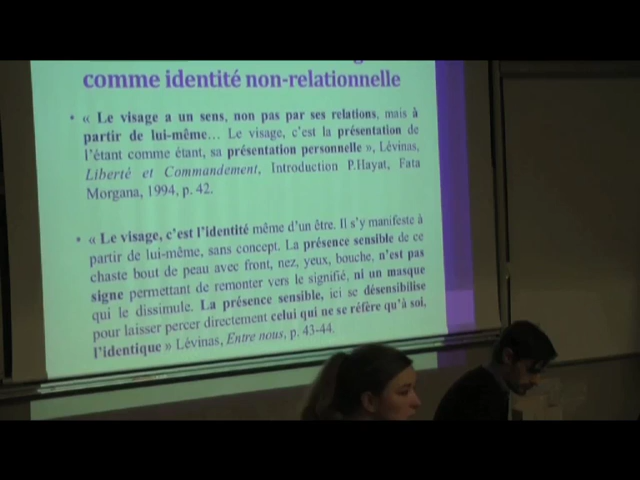 comme identité non-relationnelle
• « Le visage a un sens, non pas par ses relations, mais à
partir de lui-même… Le visage, c'est la présentation de
l'étant comme étant, sa présentation personnelle », Lévinas,
Liberté et Commandement, Introduction P.Hayat, Fata
Morgana, 1994, p. 42.
• « Le visage, c'est l'identité même d'un être. Il s'y manifeste à
partir de lui-même, sans concept. La présence sensible de ce
chaste bout de peau avec front, nez, yeux, bouche, n'est pas
signe permettant de remonter vers le signifié, ni un masque
qui le dissimule. La présence sensible, ici se désensibilise
pour laisser percer directement celui qui ne se réfère qu'à soi,
l'identique » Lévinas, Entre nous, p. 43-44.